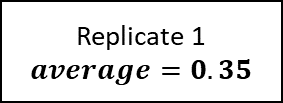 Replicate 1
average = 0.35